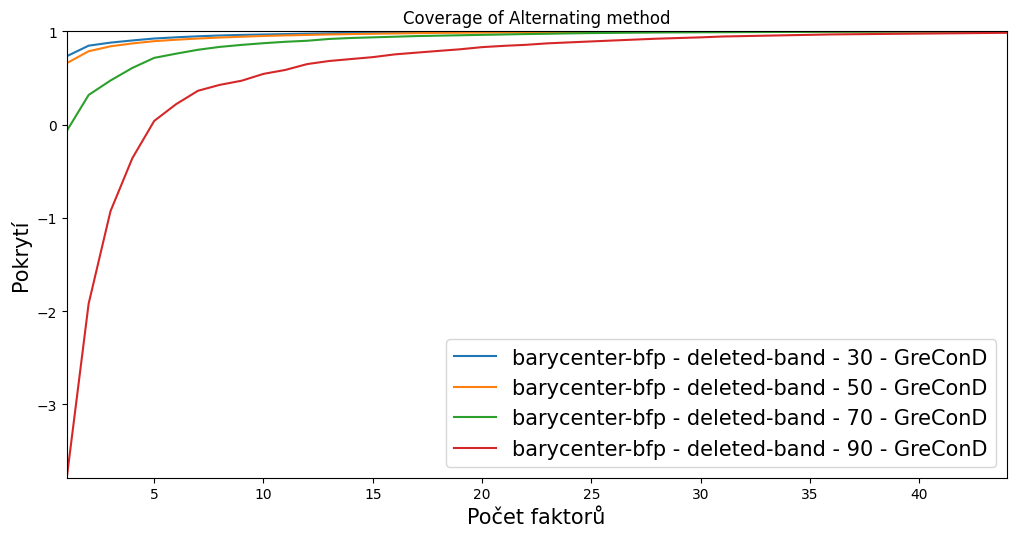 Coverage of Alternating method
1
0
−1
−2
−3
Pokrytí
barycenter-bfp - deleted-band - 30 - GreConD
barycenter-bfp - deleted-band - 50 - GreConD
barycenter-bfp - deleted-band - 70 - GreConD
barycenter-bfp - deleted-band - 90 - GreConD
5 10 15 20 25 30 35 40
Počet faktorů